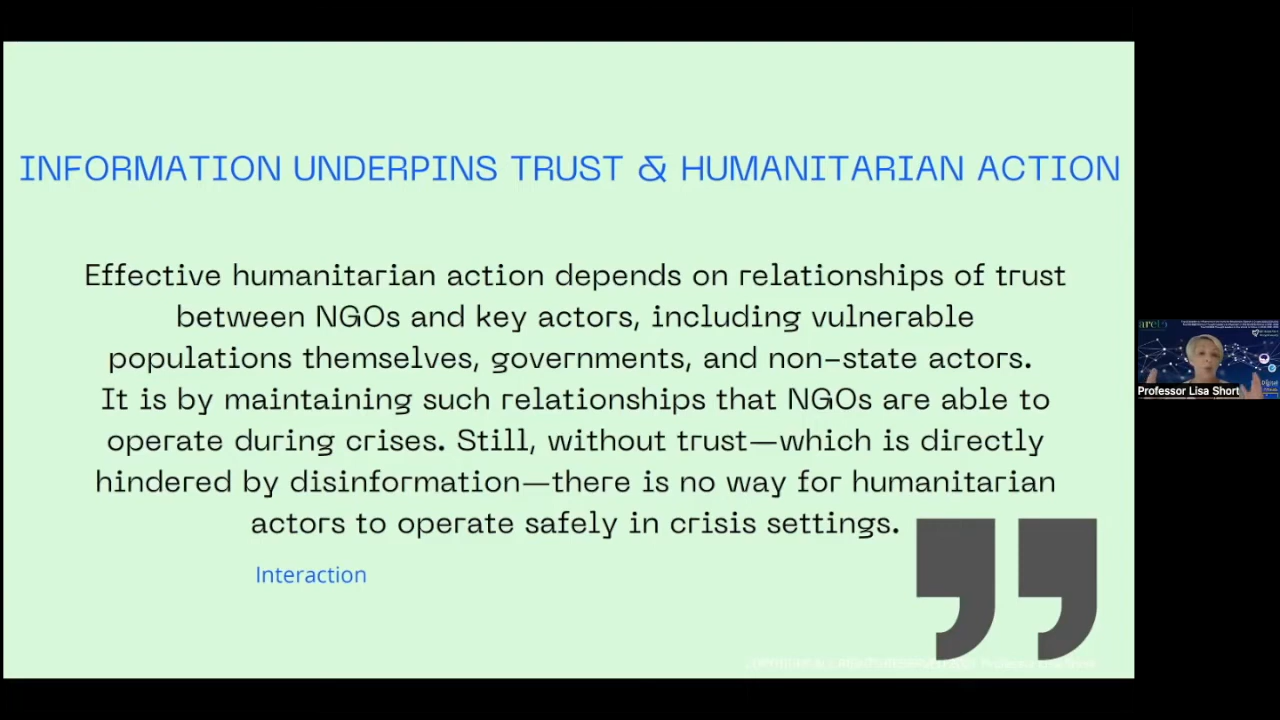 INFORMATION UNDERPINS TRUST & HUMANITARIAN ACTION
Effective humanitarian action depends on relationships of trust
between NGOs and key actors, including vulnerable
populations themselves, governments, and non-state actors.
It is by maintaining such relationships that NGOs are able to
operate during crises. Still, without trust—which is directly
hindered by disinformation—there is no way for humanitarian
actors to operate safely in crisis settings.
Interaction
Professor Lisa Short